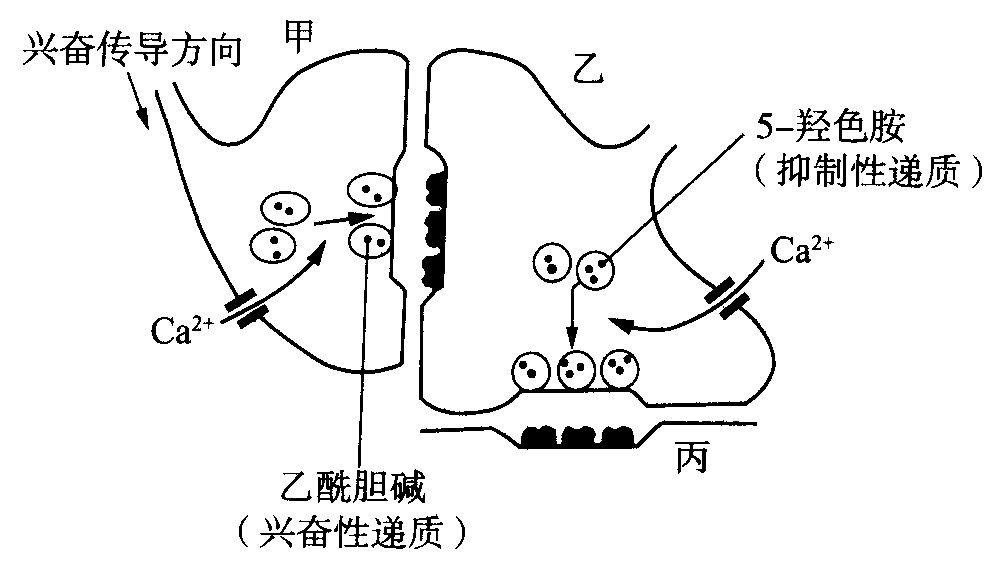 兴奋传导方向
甲
乙
5-羟色胺
（抑制性递质）
Ca²⁺
Ca²⁺
丙
乙酰胆碱
（兴奋性递质）